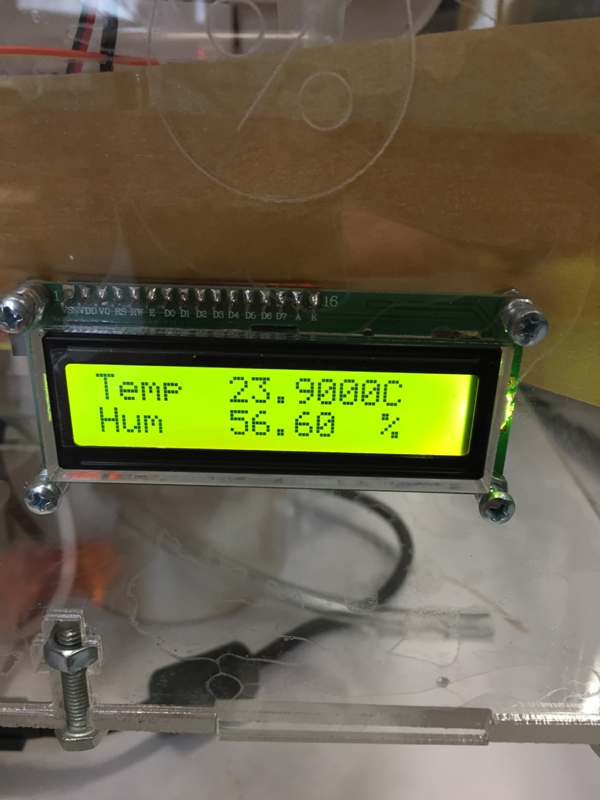 1 16
VSS VDD VO RS RW E D0 D1 D2 D3 D4 D5 D6 D7 A K
Temp 23.9000C
Hum 56.60 %